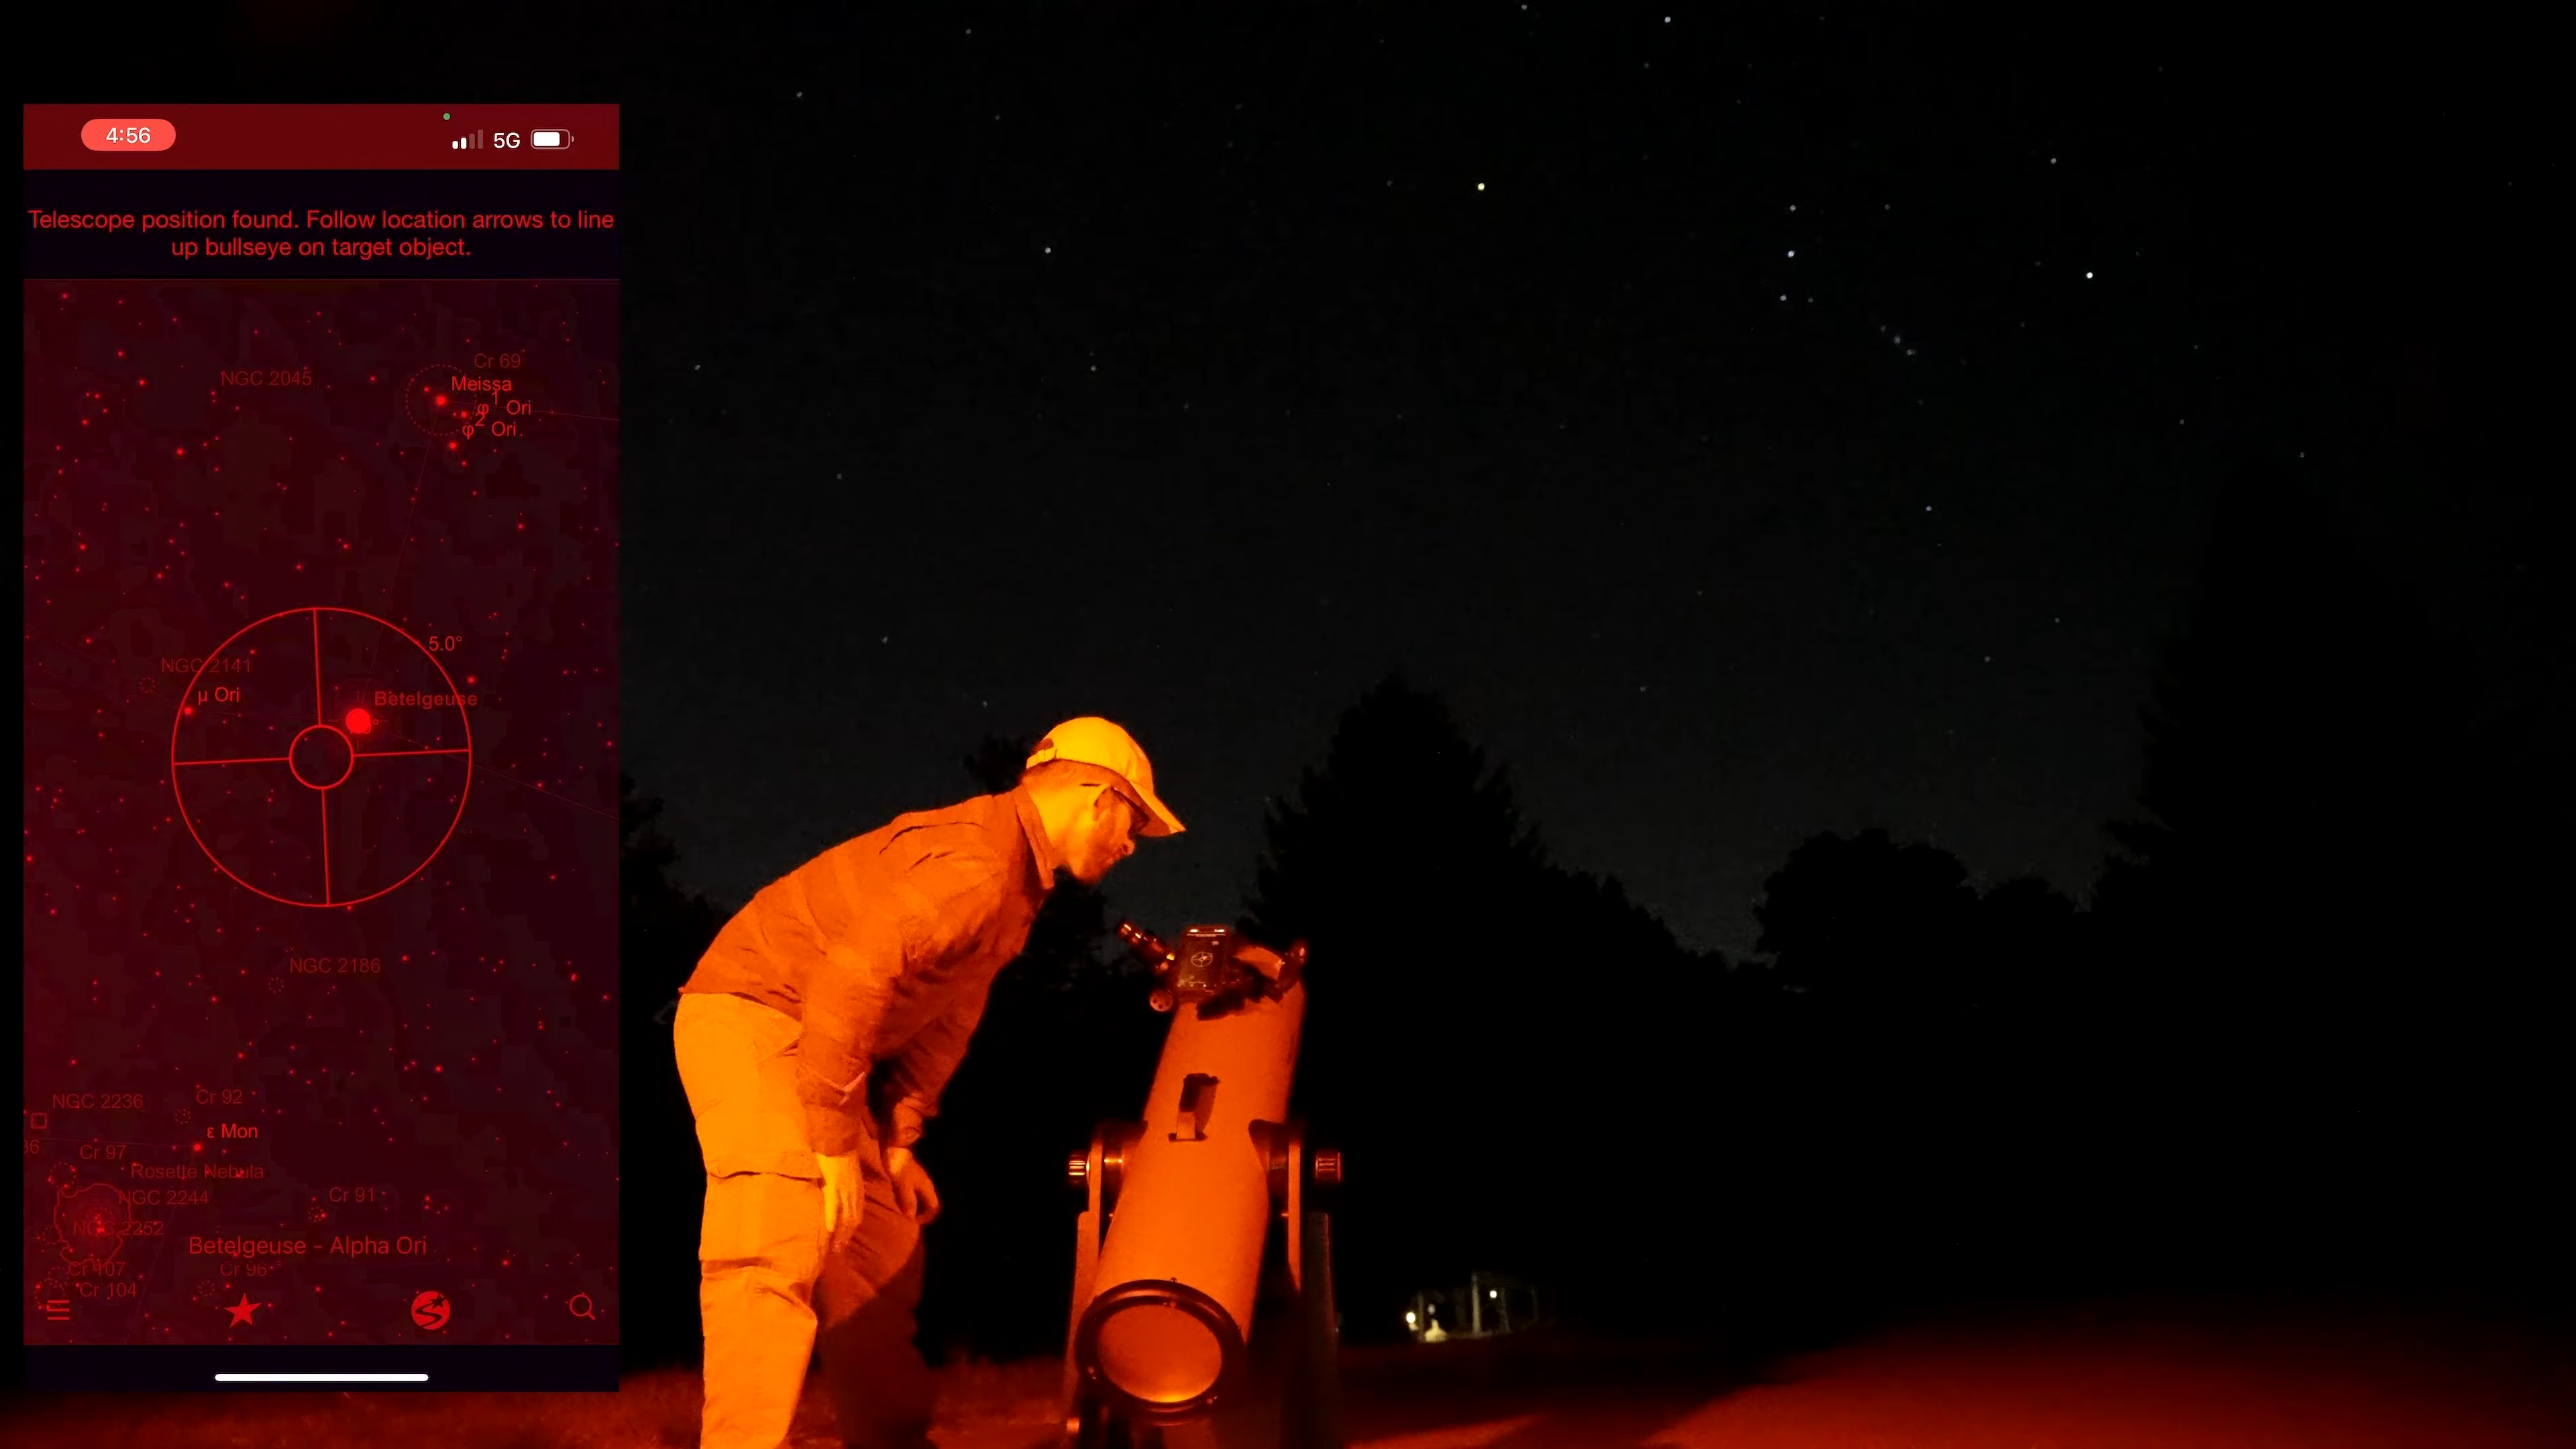 4:56
5G
Telescope position found. Follow location arrows to line
up bullseye on target object.
Cr 69
NGC 2045
Meissa
φ1 Ori
φ2 Ori
5.0°
NGC 2141
μ Ori
Betelgeuse
NGC 2186
NGC 2236
Cr 92
ε Mon
36
Cr 97
Rosette Nebula
NGC 2244
Cr 91
NGC 2252
Betelgeuse - Alpha Ori
Cr 107
Cr 96
Cr 104